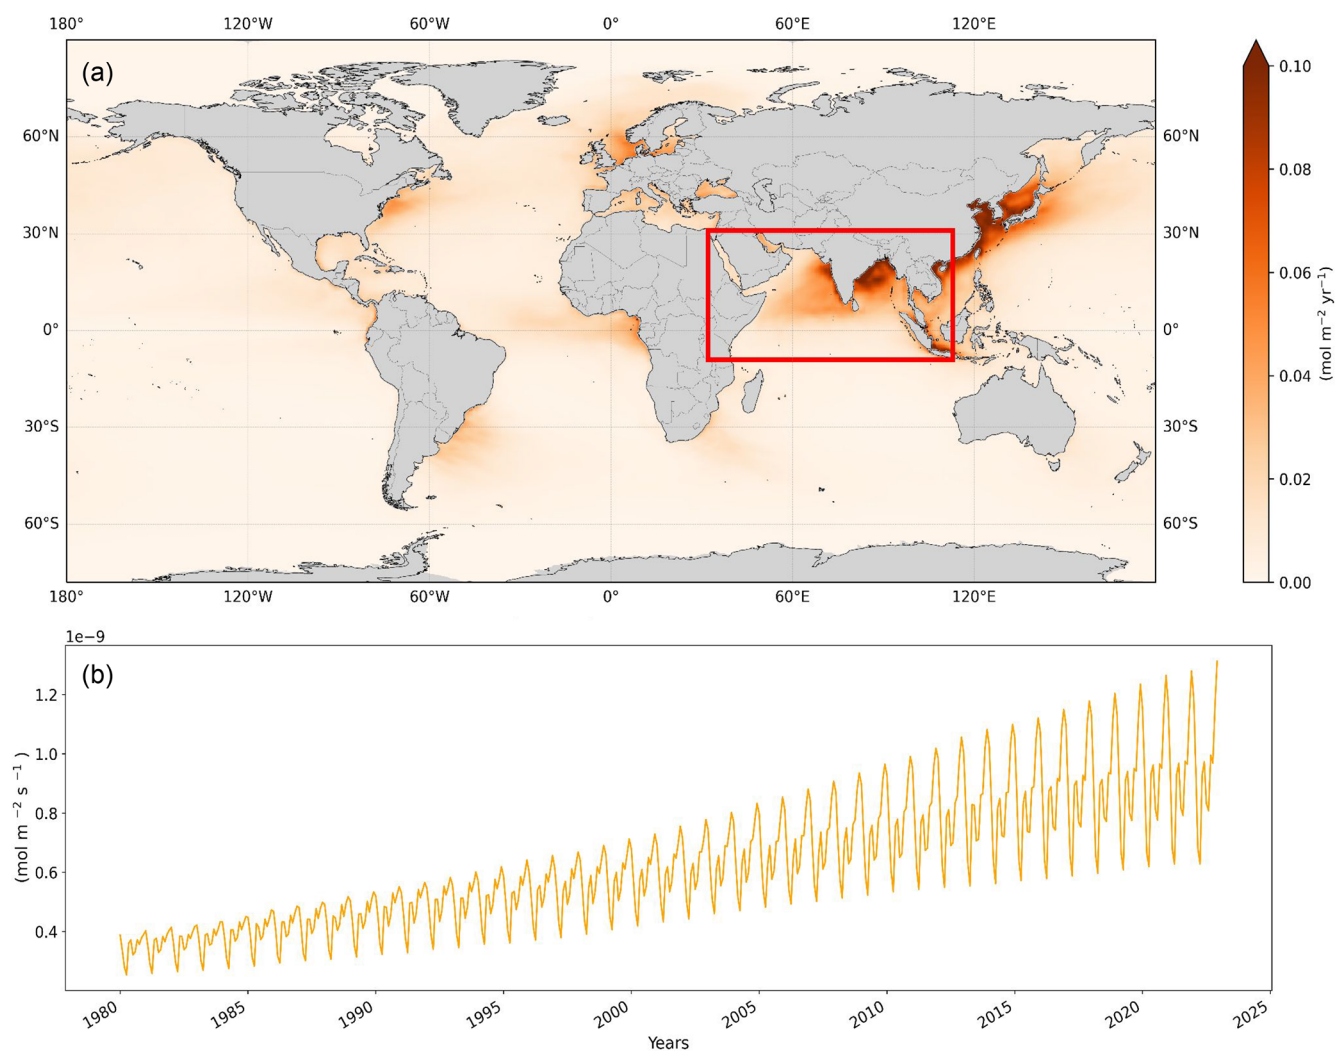 180° 120°W 60°W 0° 60°E 120°E
(a)
60°N 60°N
30°N 30°N
0° 0°
30°S 30°S
60°S 60°S
180° 120°W 60°W 0° 60°E 120°E
0.10
0.08
0.06
0.04
0.02
0.00
(mol m⁻² yr⁻¹)
1e−9
(b)
1.2
1.0
0.8
0.6
0.4
(mol m⁻² s⁻¹)
1980 1985 1990 1995 2000 2005 2010 2015 2020 2025
Years